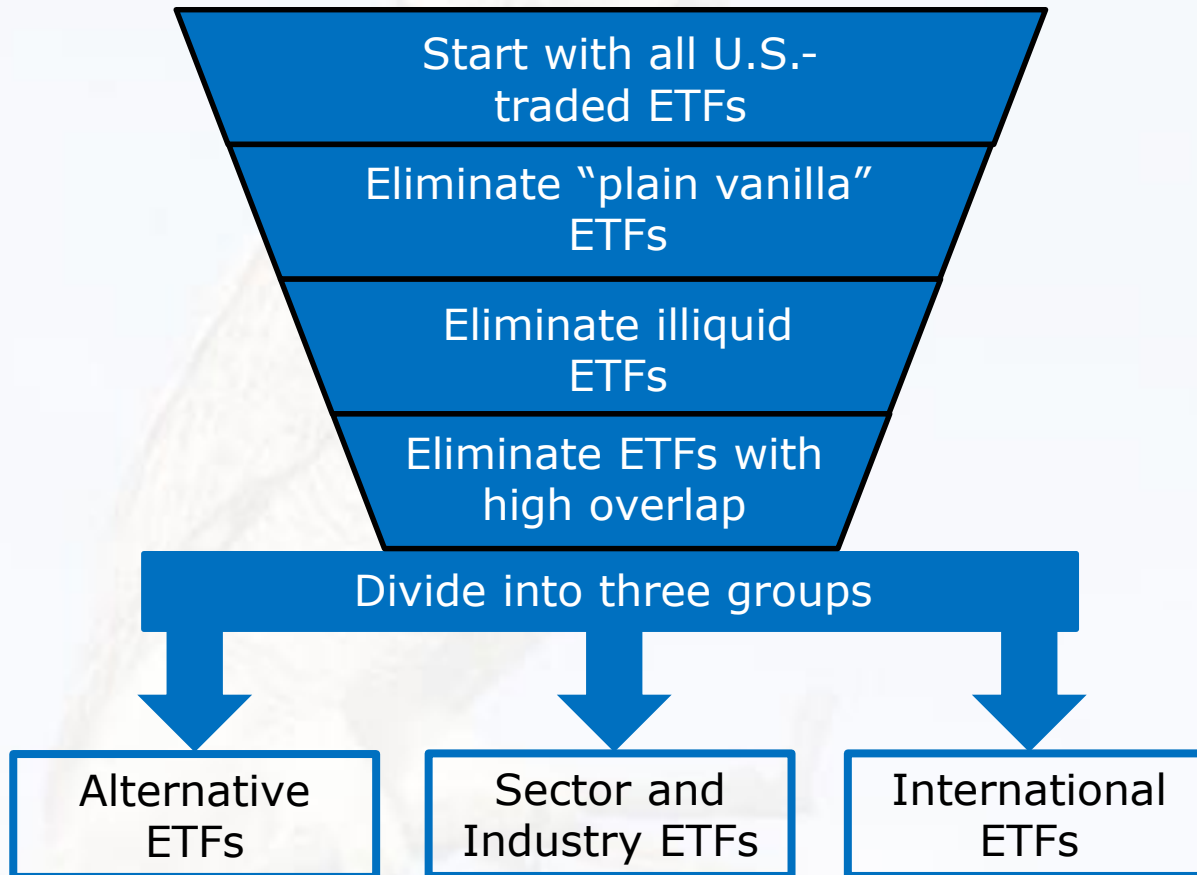 Start with all U.S.-
traded ETFs
Eliminate “plain vanilla”
ETFs
Eliminate illiquid
ETFs
Eliminate ETFs with
high overlap
Divide into three groups
Alternative
ETFs
Sector and
Industry ETFs
International
ETFs